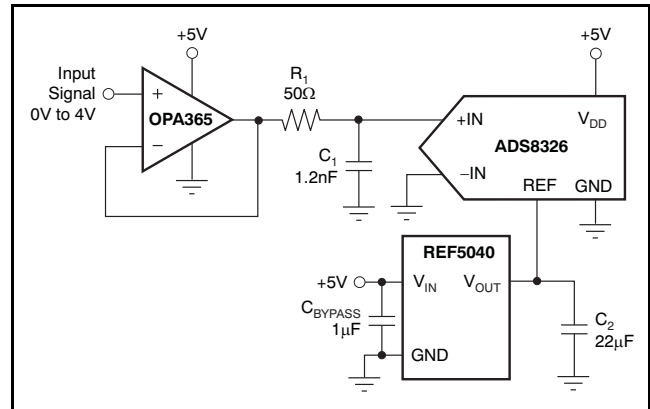 +5V
Input
Signal
0V to 4V
+
−
OPA365
R1
50Ω
C1
1.2nF
+5V
+IN
VDD
ADS8326
−IN
REF
GND
REF5040
+5V
VIN
VOUT
CBYPASS
1μF
GND
C2
22μF